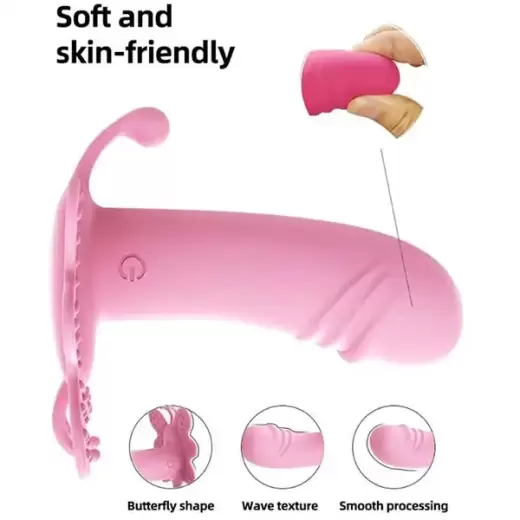 Soft and
skin-friendly
Butterfly shape
Wave texture
Smooth processing